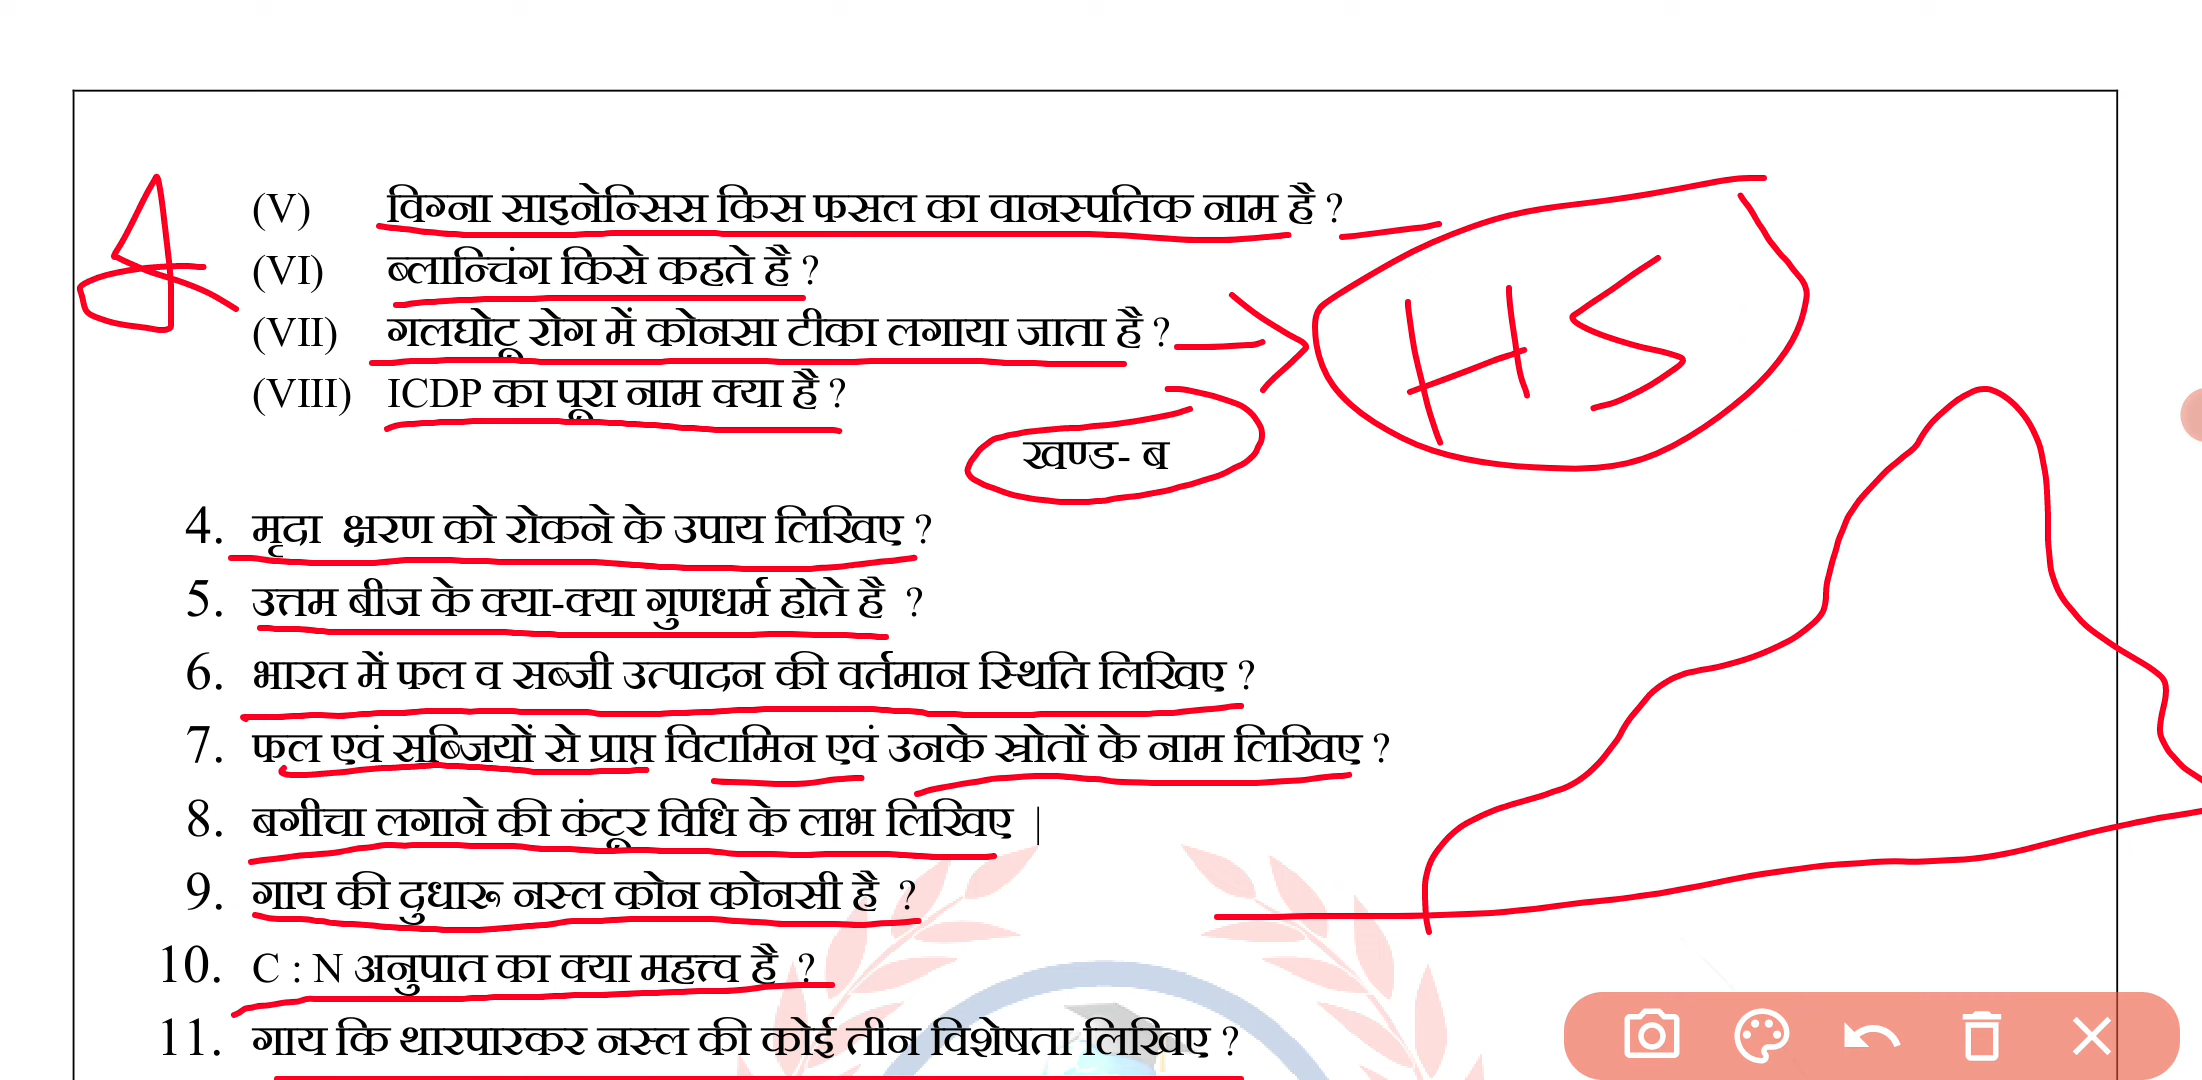 (V) विग्ना साइनेन्सिस किस फसल का वानस्पतिक नाम है ?
(VI) ब्लान्चिंग किसे कहते है ?
(VII) गलघोटू रोग में कोनसा टीका लगाया जाता है ?
HS
(VIII) ICDP का पूरा नाम क्या है ?
खण्ड- ब
4. मृदा क्षरण को रोकने के उपाय लिखिए ?
5. उत्तम बीज के क्या-क्या गुणधर्म होते है ?
6. भारत में फल व सब्जी उत्पादन की वर्तमान स्थिति लिखिए ?
7. फल एवं सब्जियों से प्राप्त विटामिन एवं उनके स्रोतों के नाम लिखिए ?
8. बगीचा लगाने की कंटूर विधि के लाभ लिखिए |
9. गाय की दुधारू नस्ल कोन कोनसी है ?
10. C : N अनुपात का क्या महत्त्व है ?
11. गाय कि थारपारकर नस्ल की कोई तीन विशेषता लिखिए ?